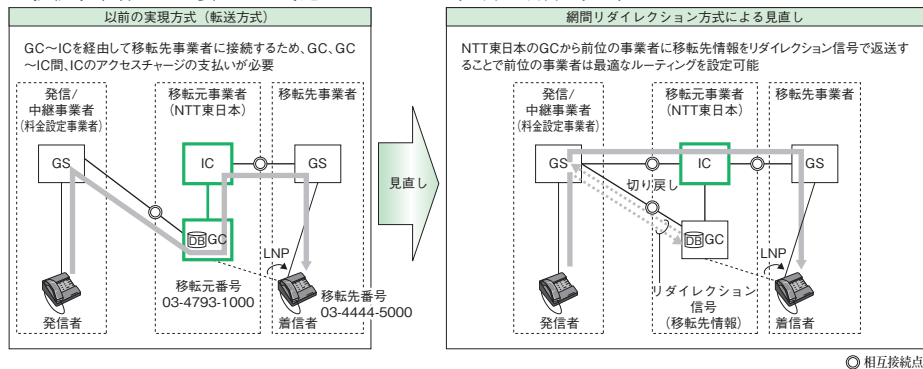 以前の実現方式（転送方式）
GC～ICを経由して移転先事業者に接続するため、GC、GC
～IC間、ICのアクセスチャージの支払いが必要
発信/
中継事業者
(料金設定事業者)
移転元事業者
(NTT東日本)
移転先事業者
GS
IC
GS
DB GC
LNP
移転元番号
03-4793-1000
移転先番号
03-4444-5000
発信者
着信者
見直し
網間リダイレクション方式による見直し
NTT東日本のGCから前位の事業者に移転先情報をリダイレクション信号で返送す
ることで前位の事業者は最適なルーティングを設定可能
発信/
中継事業者
(料金設定事業者)
移転元事業者
(NTT東日本)
移転先事業者
GS
IC
GS
切り戻し
DB GC
LNP
リダイレクション
信号
(移転先情報)
発信者
着信者
◎ 相互接続点